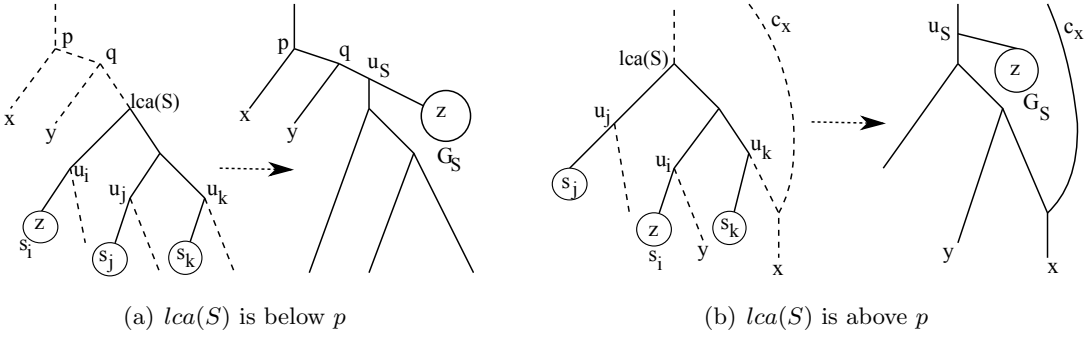 p
q
lca(S)
x
y
u_i
u_j
u_k
z
s_i
s_j
s_k
p
q
u_S
x
y
z
G_S
c_x
lca(S)
u_j
u_i
u_k
s_j
z
s_k
s_i
y
x
u_S
c_x
z
G_S
y
x
(a) lca(S) is below p
(b) lca(S) is above p